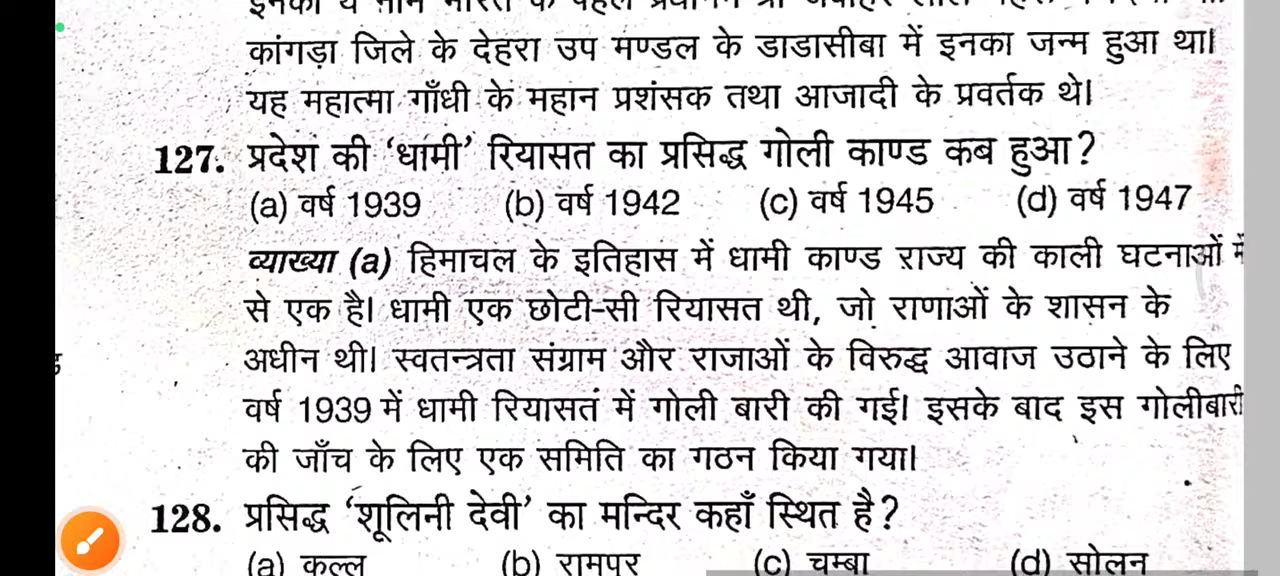 कांगड़ा जिले के देहरा उप मण्डल के डाडासीबा में इनका जन्म हुआ था।
यह महात्मा गाँधी के महान प्रशंसक तथा आजादी के प्रवर्तक थे।
127. प्रदेश की ‘धामी’ रियासत का प्रसिद्ध गोली काण्ड कब हुआ?
(a) वर्ष 1939 (b) वर्ष 1942 (c) वर्ष 1945 (d) वर्ष 1947
व्याख्या (a) हिमाचल के इतिहास में धामी काण्ड राज्य की काली घटनाओं में
से एक है। धामी एक छोटी-सी रियासत थी, जो राणाओं के शासन के
अधीन थी। स्वतन्त्रता संग्राम और राजाओं के विरुद्ध आवाज उठाने के लिए
वर्ष 1939 में धामी रियासत में गोली बारी की गई। इसके बाद इस गोलीबारी
की जाँच के लिए एक समिति का गठन किया गया।
128. प्रसिद्ध ‘शूलिनी देवी’ का मन्दिर कहाँ स्थित है?
(a) कुल्लू (b) रामपुर (c) चम्बा (d) सोलन